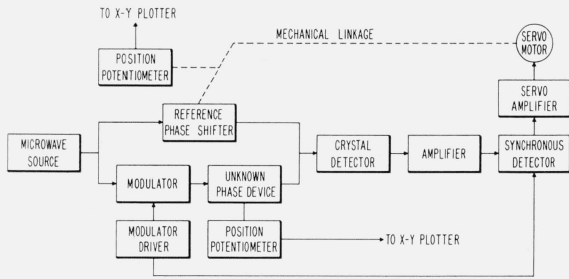 TO X-Y PLOTTER
MECHANICAL LINKAGE
SERVO
MOTOR
POSITION
POTENTIOMETER
SERVO
AMPLIFIER
REFERENCE
PHASE SHIFTER
MICROWAVE
SOURCE
CRYSTAL
DETECTOR
AMPLIFIER
SYNCHRONOUS
DETECTOR
MODULATOR
UNKNOWN
PHASE DEVICE
MODULATOR
DRIVER
POSITION
POTENTIOMETER
TO X-Y PLOTTER